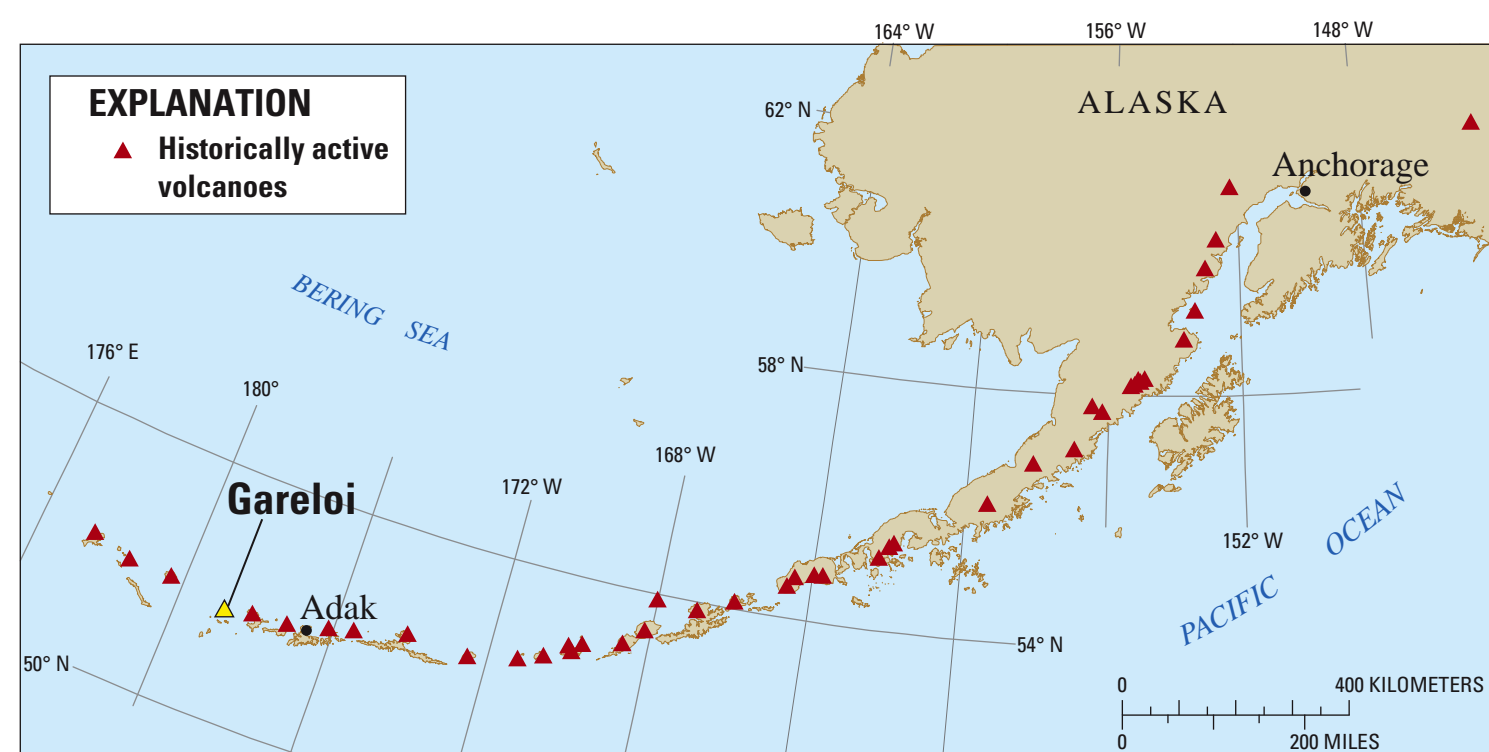 164° W
156° W
148° W
EXPLANATION
Historically active
volcanoes
62° N
ALASKA
Anchorage
BERING SEA
176° E
180°
58° N
168° W
172° W
Gareloi
Adak
152° W
PACIFIC OCEAN
50° N
54° N
0 400 KILOMETERS
0 200 MILES